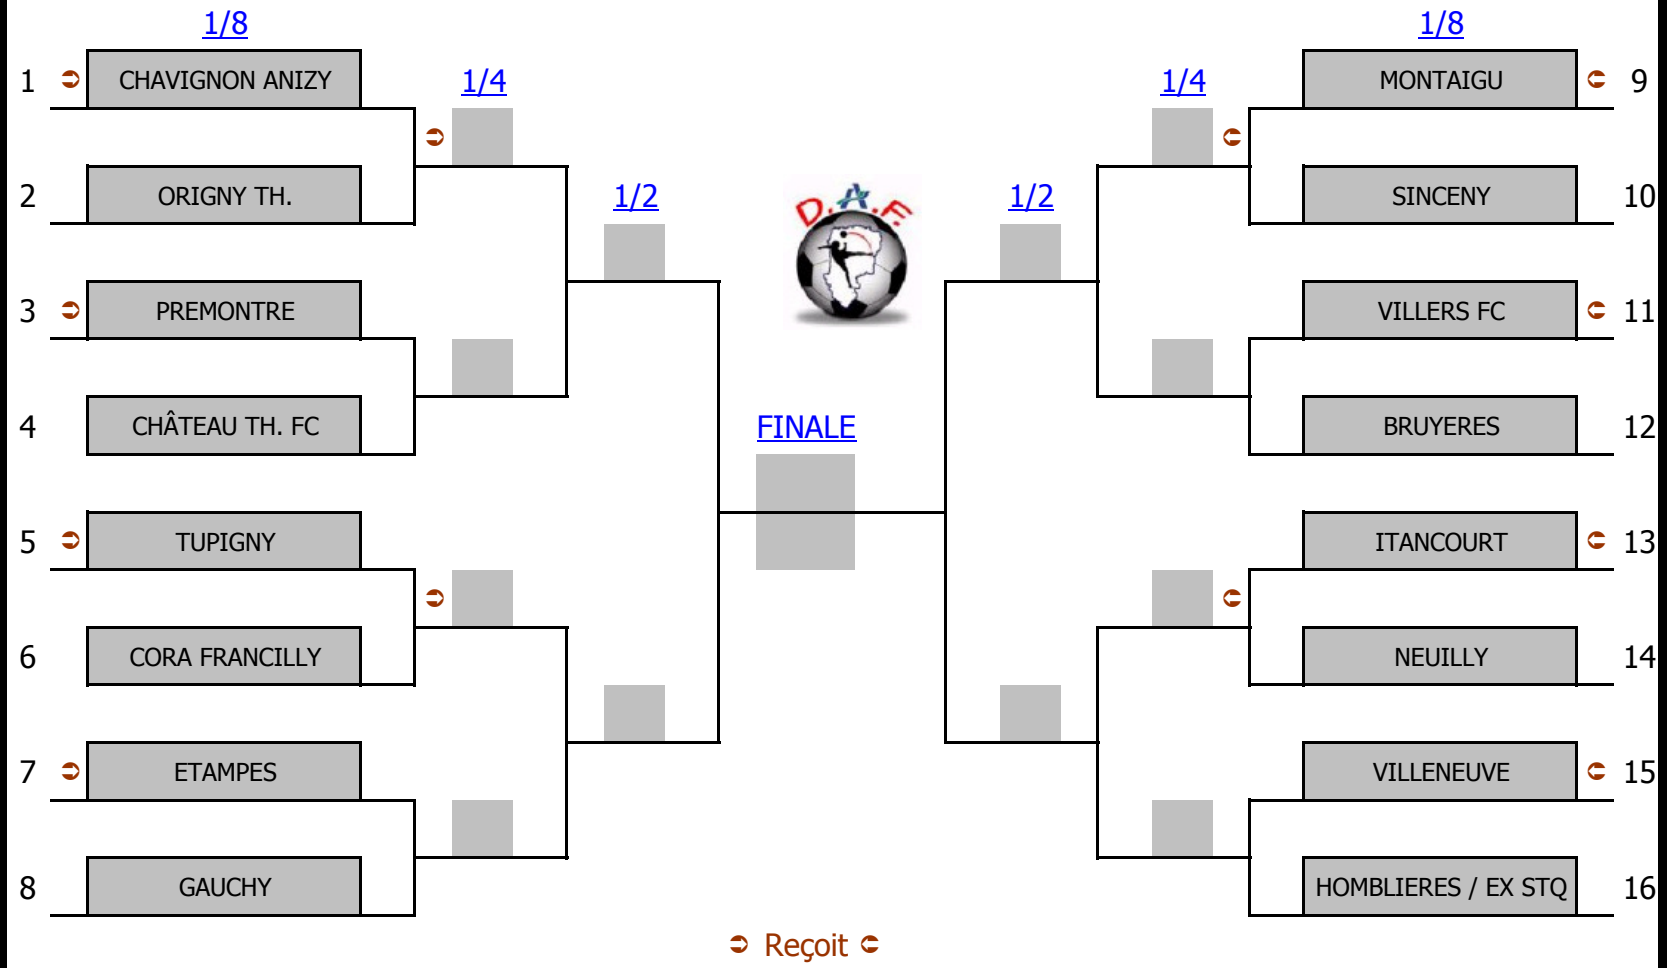 1/8 1/8
1 ➲ CHAVIGNON ANIZY 1/4 1/4 MONTAIGU ➲ 9
2 ORIGNY TH. 1/2 D.A.F. 1/2 SINCENY 10
3 ➲ PREMONTRE VILLERS FC ➲ 11
4 CHÂTEAU TH. FC FINALE BRUYERES 12
5 ➲ TUPIGNY ITANCOURT ➲ 13
6 CORA FRANCILLY NEUILLY 14
7 ➲ ETAMPES VILLENEUVE ➲ 15
8 GAUCHY HOMBLIERES / EX STQ 16
➲ Reçoit ➲